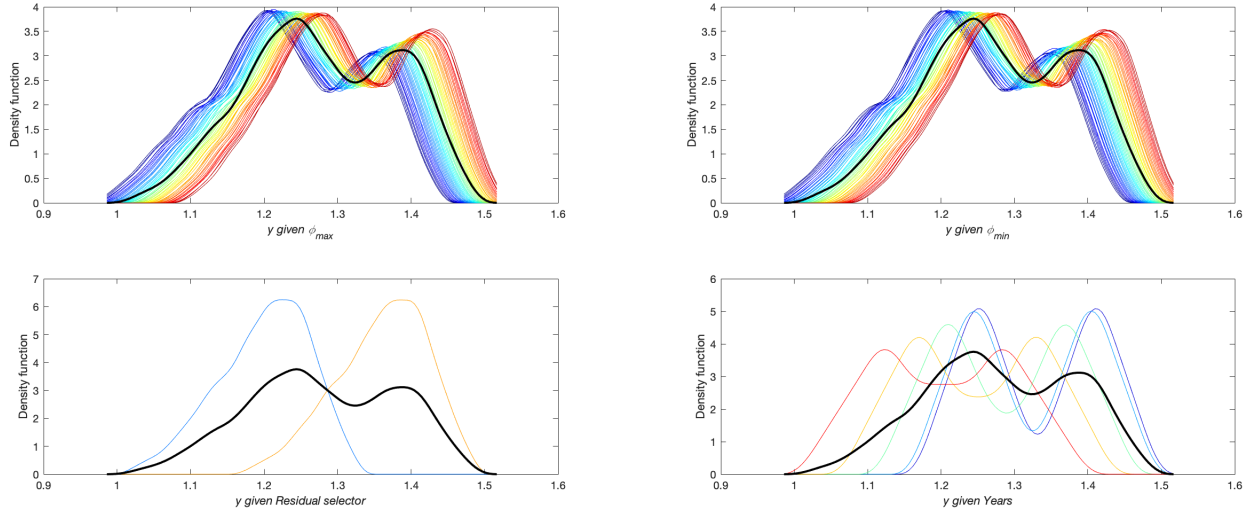 4
3.5
3
2.5
2
1.5
1
0.5
0
Density function
0.9 1 1.1 1.2 1.3 1.4 1.5 1.6
y given ϕmax
4
3.5
3
2.5
2
1.5
1
0.5
0
Density function
0.9 1 1.1 1.2 1.3 1.4 1.5 1.6
y given ϕmin
7
6
5
4
3
2
1
0
Density function
0.9 1 1.1 1.2 1.3 1.4 1.5 1.6
y given Residual selector
6
5
4
3
2
1
0
Density function
0.9 1 1.1 1.2 1.3 1.4 1.5 1.6
y given Years